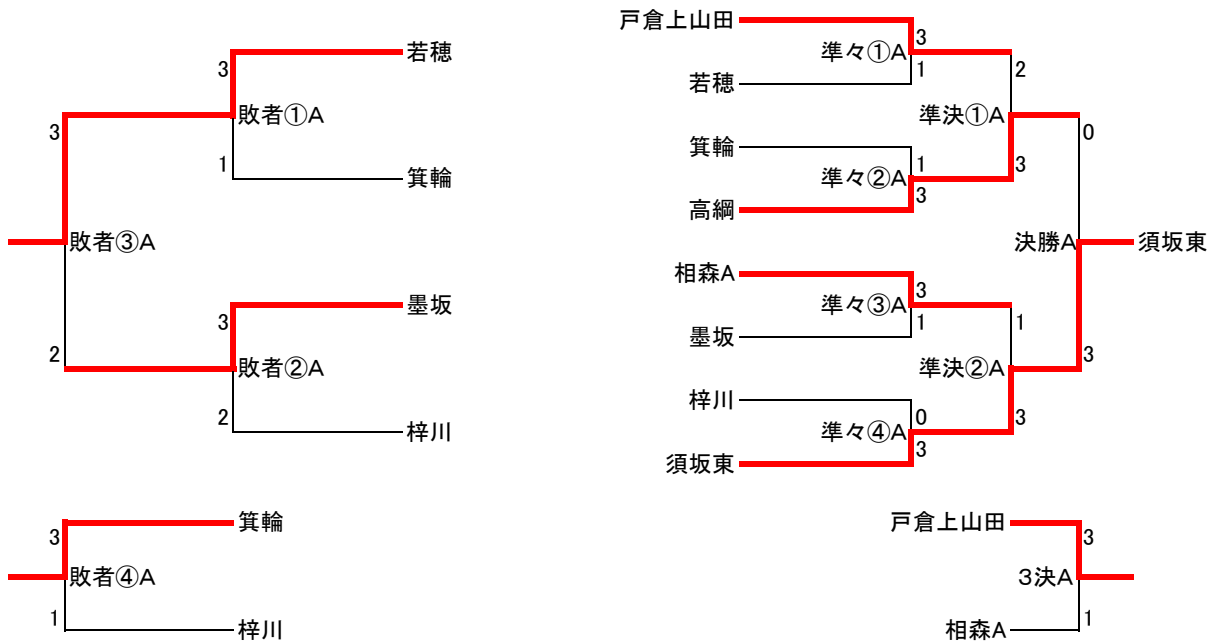 若穂
3
敗者①A
3
1
箕輪
敗者③A
墨坂
3
2
敗者②A
2
梓川
箕輪
3
敗者④A
1
梓川
戸倉上山田
3
準々①A
1
2
若穂
準決①A
0
箕輪
1
3
準々②A
3
高綱
決勝A
須坂東
相森A
3
準々③A
1
1
墨坂
準決②A
3
梓川
0
3
準々④A
3
須坂東
戸倉上山田
3
3決A
1
相森A